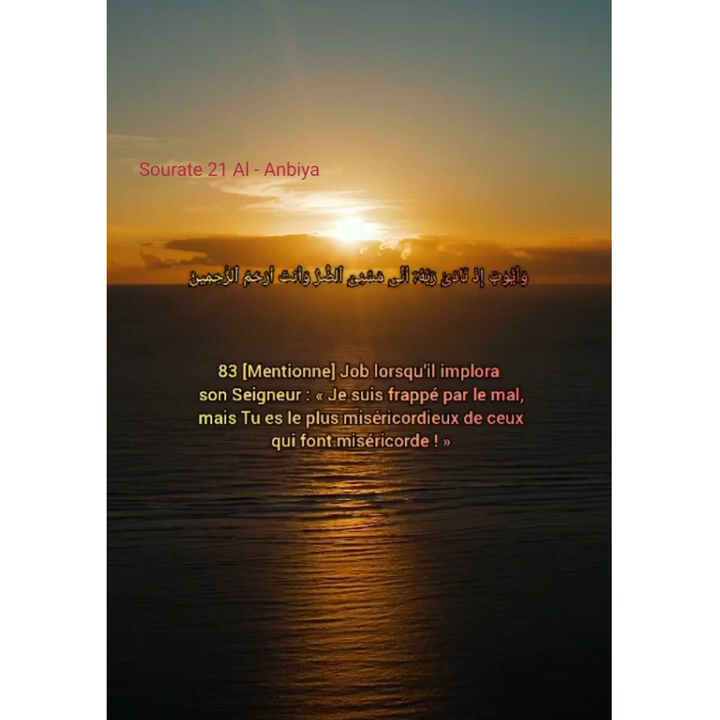 Sourate 21 Al - Anbiya
وَأَيُّوبَ إِذْ نَادَىٰ رَبَّهُۥٓ أَنِّى مَسَّنِىَ ٱلضُّرُّ وَأَنتَ أَرْحَمُ ٱلرَّٰحِمِينَ
83 [Mentionne] Job lorsqu'il implora
son Seigneur : « Je suis frappé par le mal,
mais Tu es le plus miséricordieux de ceux
qui font miséricorde ! »